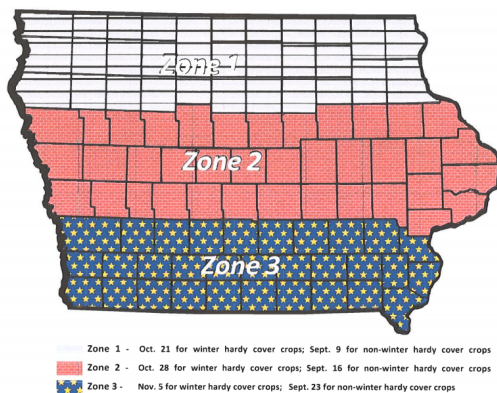 Zone 1
Zone 2
Zone 3
Zone 1 - Oct. 21 for winter hardy cover crops; Sept. 9 for non-winter hardy cover crops
Zone 2 - Oct. 28 for winter hardy cover crops; Sept. 16 for non-winter hardy cover crops
Zone 3 - Nov. 5 for winter hardy cover crops; Sept. 23 for non-winter hardy cover crops